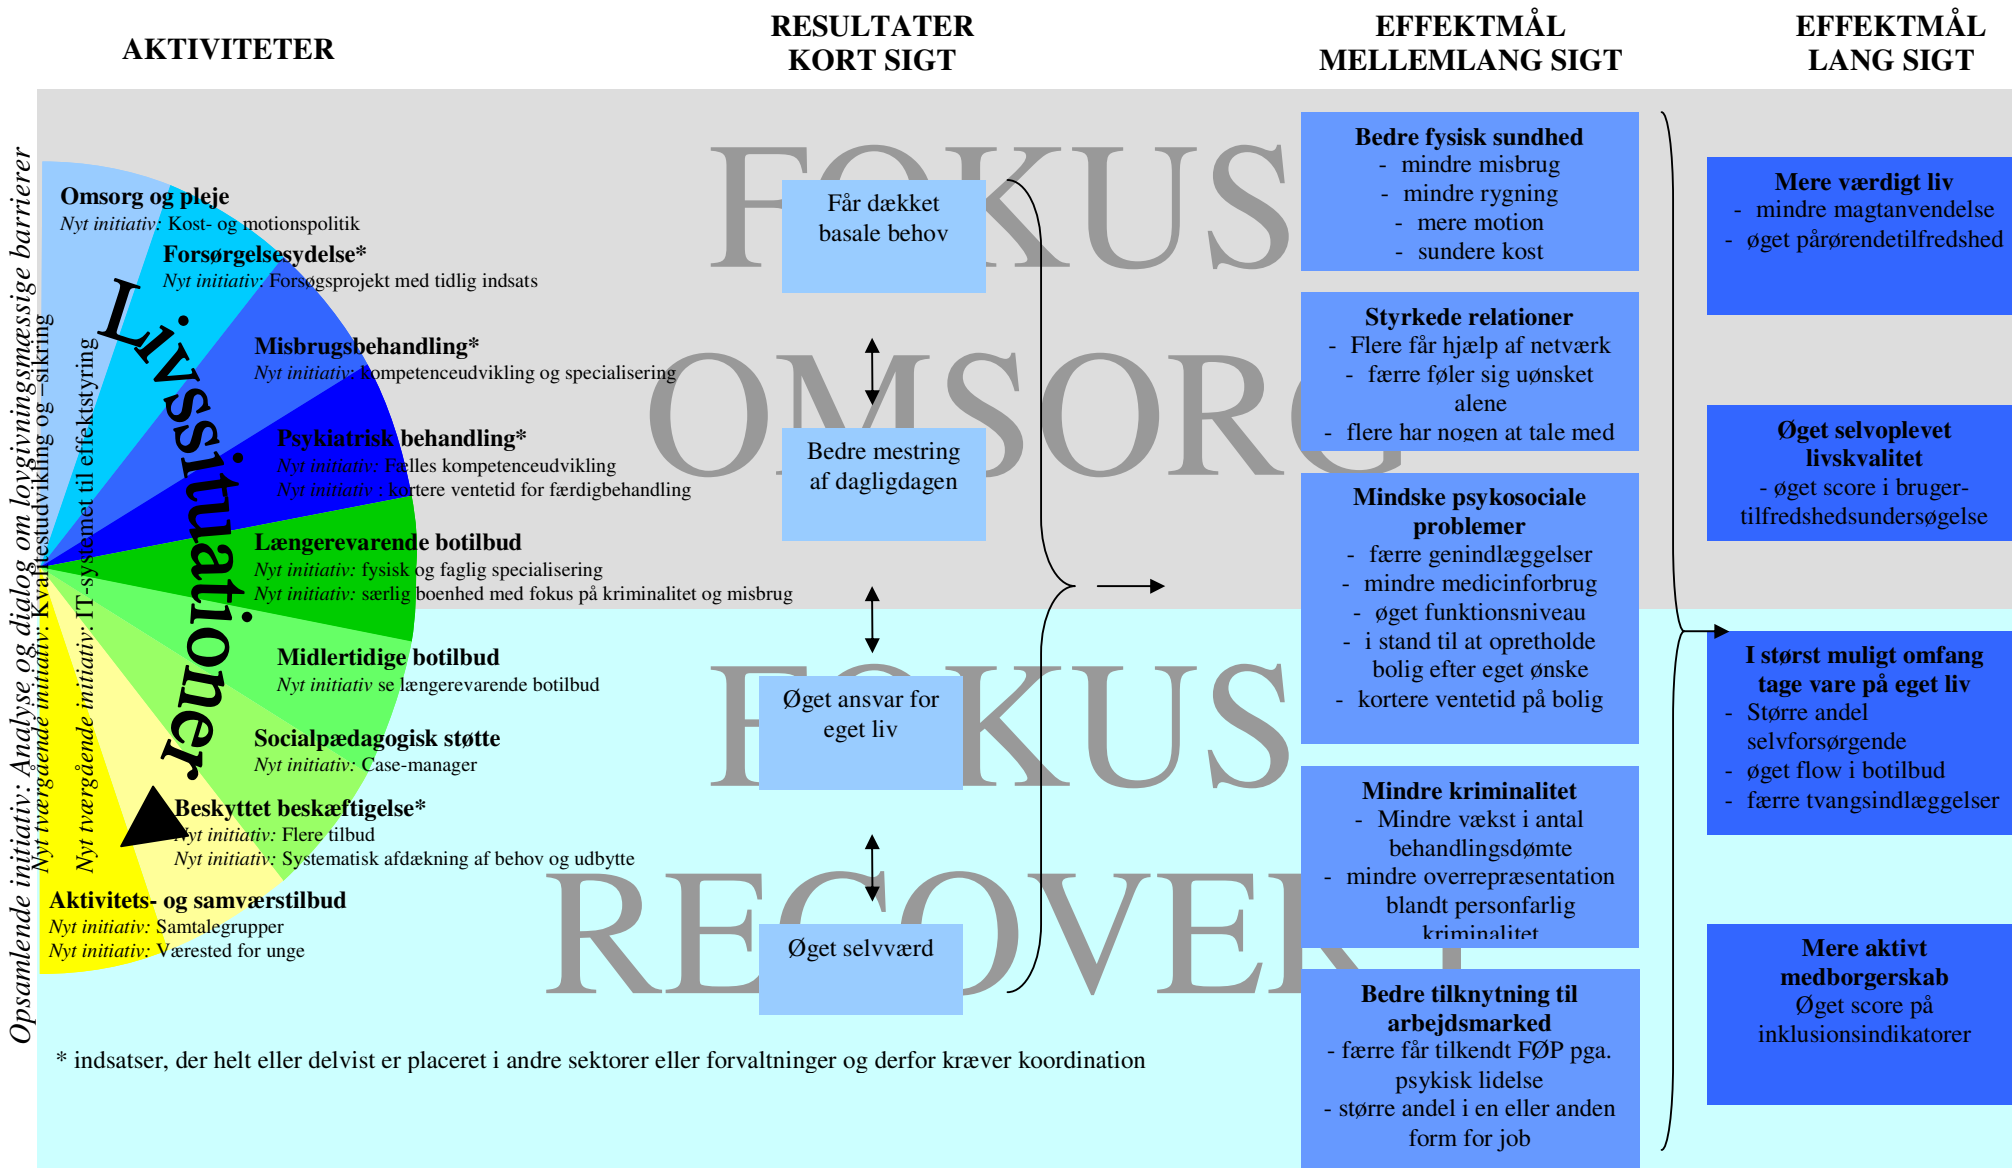 AKTIVITETER
RESULTATER
KORT SIGT
EFFEKTMÅL
MELLEMLANG SIGT
EFFEKTMÅL
LANG SIGT
Opsamlende initiativ: Analyse og dialog om lovgivningsmæssige barrierer
Nyt tværgående initiativ: Kvalitetsudvikling og –sikring
Nyt tværgående initiativ: IT-systemet til effektstyring
Livssituationer
Omsorg og pleje
Nyt initiativ: Kost- og motionspolitik
Forsørgelsesydelse*
Nyt initiativ: Forsøgsprojekt med tidlig indsats
Misbrugsbehandling*
Nyt initiativ: kompetenceudvikling og specialisering
Psykiatrisk behandling*
Nyt initiativ: Fælles kompetenceudvikling
Nyt initiativ : kortere ventetid for færdigbehandling
Længerevarende botilbud
Nyt initiativ: fysisk og faglig specialisering
Nyt initiativ: særlig boenhed med fokus på kriminalitet og misbrug
Midlertidige botilbud
Nyt initiativ se længerevarende botilbud
Socialpædagogisk støtte
Nyt initiativ: Case-manager
Beskyttet beskæftigelse*
Nyt initiativ: Flere tilbud
Nyt initiativ: Systematisk afdækning af behov og udbytte
Aktivitets- og samværstilbud
Nyt initiativ: Samtalegrupper
Nyt initiativ: Værested for unge
* indsatser, der helt eller delvist er placeret i andre sektorer eller forvaltninger og derfor kræver koordination
FOKUS
OMSORG
FOKUS
RECOVERY
Får dækket
basale behov
Bedre mestring
af dagligdagen
Øget ansvar for
eget liv
Øget selvværd
Bedre fysisk sundhed
- mindre misbrug
- mindre rygning
- mere motion
- sundere kost
Styrkede relationer
- Flere får hjælp af netværk
- færre føler sig uønsket
alene
- flere har nogen at tale med
Mindske psykosociale
problemer
- færre genindlæggelser
- mindre medicinforbrug
- øget funktionsniveau
- i stand til at opretholde
bolig efter eget ønske
- kortere ventetid på bolig
Mindre kriminalitet
- Mindre vækst i antal
behandlingsdømte
- mindre overrepræsentation
blandt personfarlig
kriminalitet
Bedre tilknytning til
arbejdsmarked
- færre får tilkendt FØP pga.
psykisk lidelse
- større andel i en eller anden
form for job
Mere værdigt liv
- mindre magtanvendelse
- øget pårørendetilfredshed
Øget selvoplevet
livskvalitet
- øget score i bruger-
tilfredshedsundersøgelse
I størst muligt omfang
tage vare på eget liv
- Større andel
selvforsørgende
- øget flow i botilbud
- færre tvangsindlæggelser
Mere aktivt
medborgerskab
Øget score på
inklusionsindikatorer